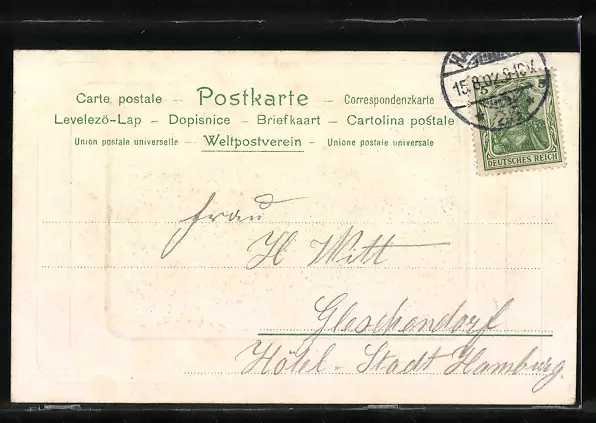 Carte postale – Postkarte – Correspondenzkarte
Levelező-Lap – Dopisnice – Briefkaart – Cartolina postale
Union postale universelle – Weltpostverein – Unione postale universale
DEUTSCHES REICH
Frau
H Witt
Gleschendorf
Hôtel - Stadt Hamburg.